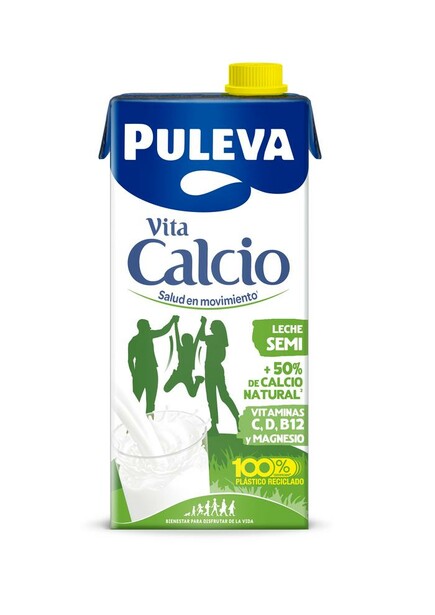 PULEVA
Vita
Calcio
Salud en movimiento*
LECHE
SEMI
+ 50%
DE CALCIO
NATURAL²
VITAMINAS
C, D, B12
y MAGNESIO
100%
PLÁSTICO RECICLADO
BIENESTAR PARA DISFRUTAR DE LA VIDA